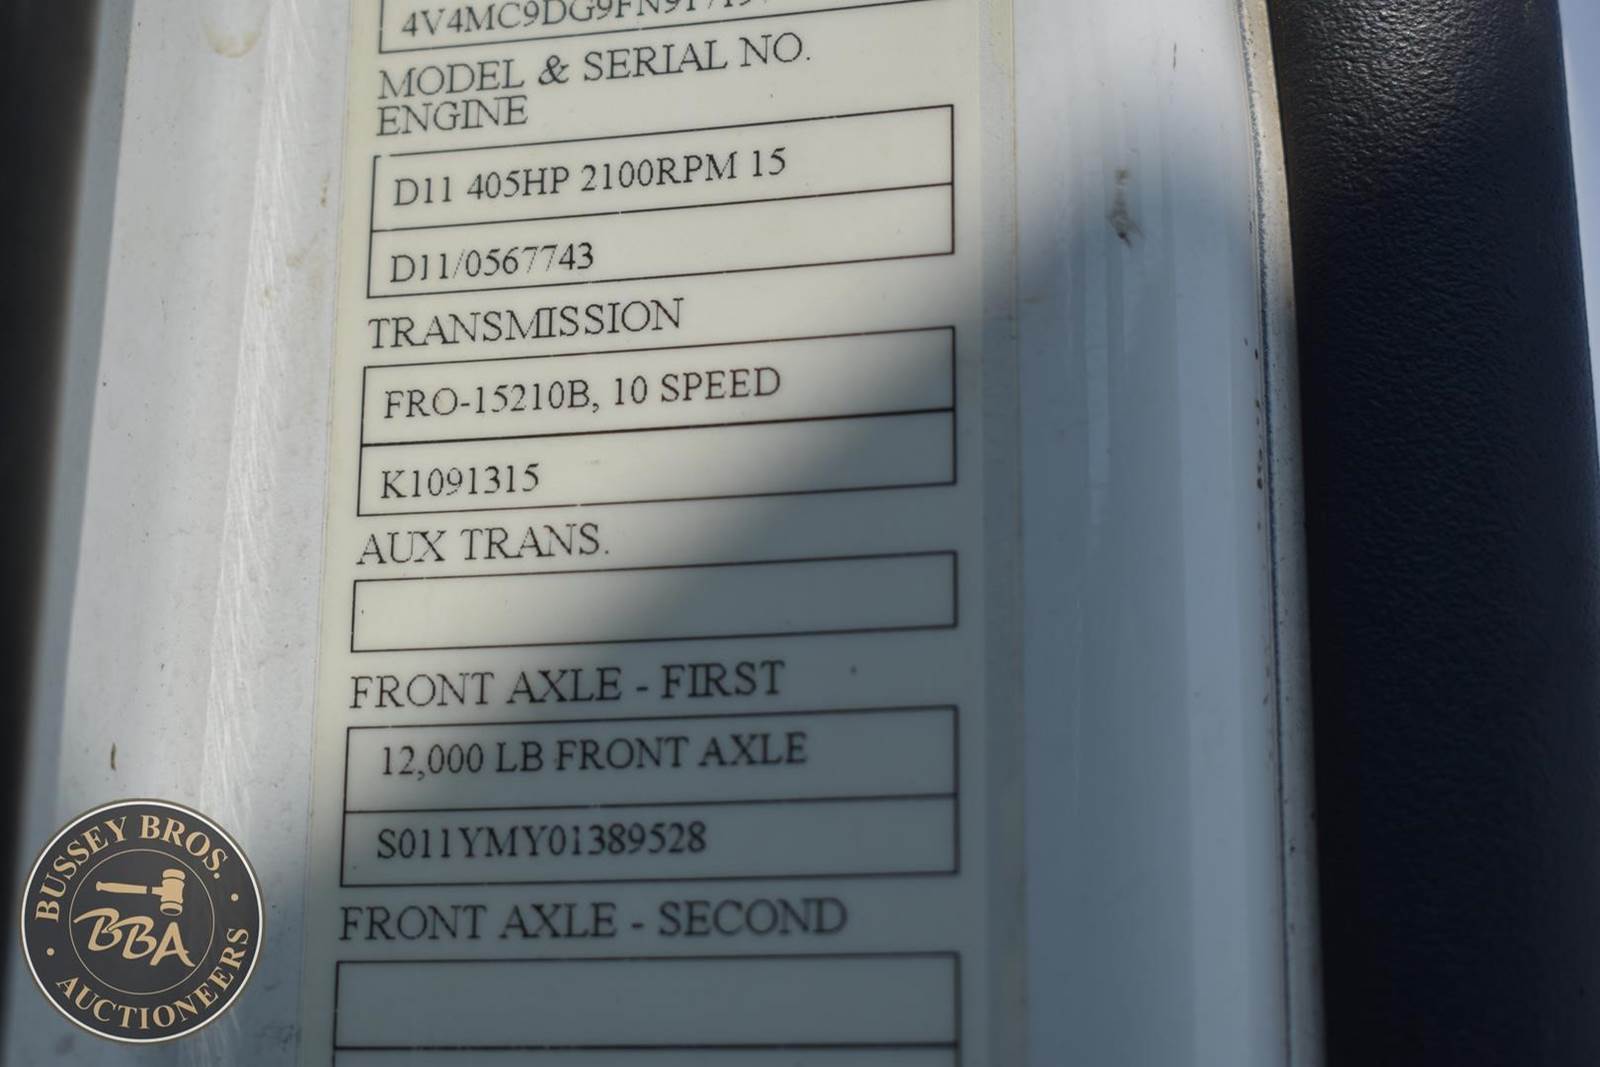 MODEL & SERIAL NO.
ENGINE
D11 405HP 2100RPM 15
D11/0567743
TRANSMISSION
FRO-15210B, 10 SPEED
K1091315
AUX TRANS.
FRONT AXLE - FIRST
12,000 LB FRONT AXLE
S011YMY01389528
FRONT AXLE - SECOND
BUSSEY BROS.
BBA
AUCTIONEERS